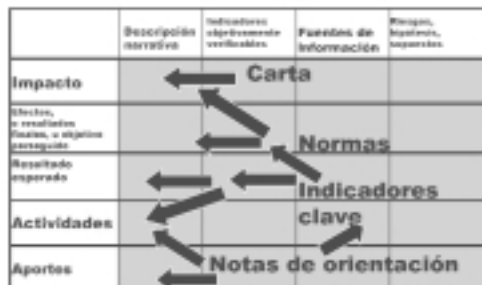 Descripción
narrativa
Indicadores
objetivamente
verificables
Fuentes de
información
Riesgos,
hipótesis,
supuestos
Impacto
Carta
Efectos,
o resultados
finales, u objetivo
perseguido
Normas
Resultado
esperado
Indicadores
clave
Actividades
Notas de orientación
Aportes